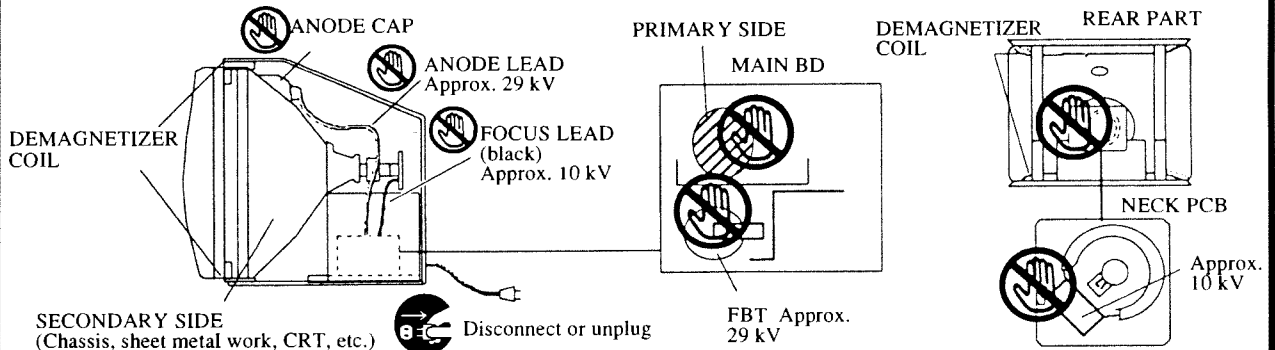 ANODE CAP
ANODE LEAD
Approx. 29 kV
FOCUS LEAD
(black)
Approx. 10 kV
DEMAGNETIZER
COIL
SECONDARY SIDE
(Chassis, sheet metal work, CRT, etc.)
Disconnect or unplug
PRIMARY SIDE
MAIN BD
FBT Approx.
29 kV
DEMAGNETIZER
COIL
REAR PART
NECK PCB
Approx.
10 kV